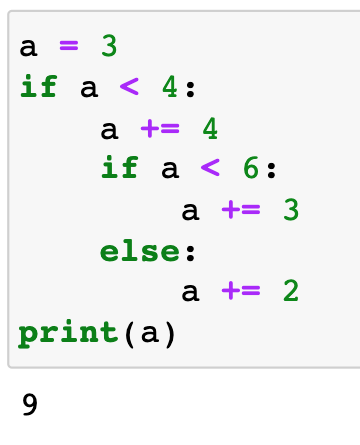 a = 3
if a < 4:
    a += 4
    if a < 6:
        a += 3
    else:
        a += 2
print(a)
9